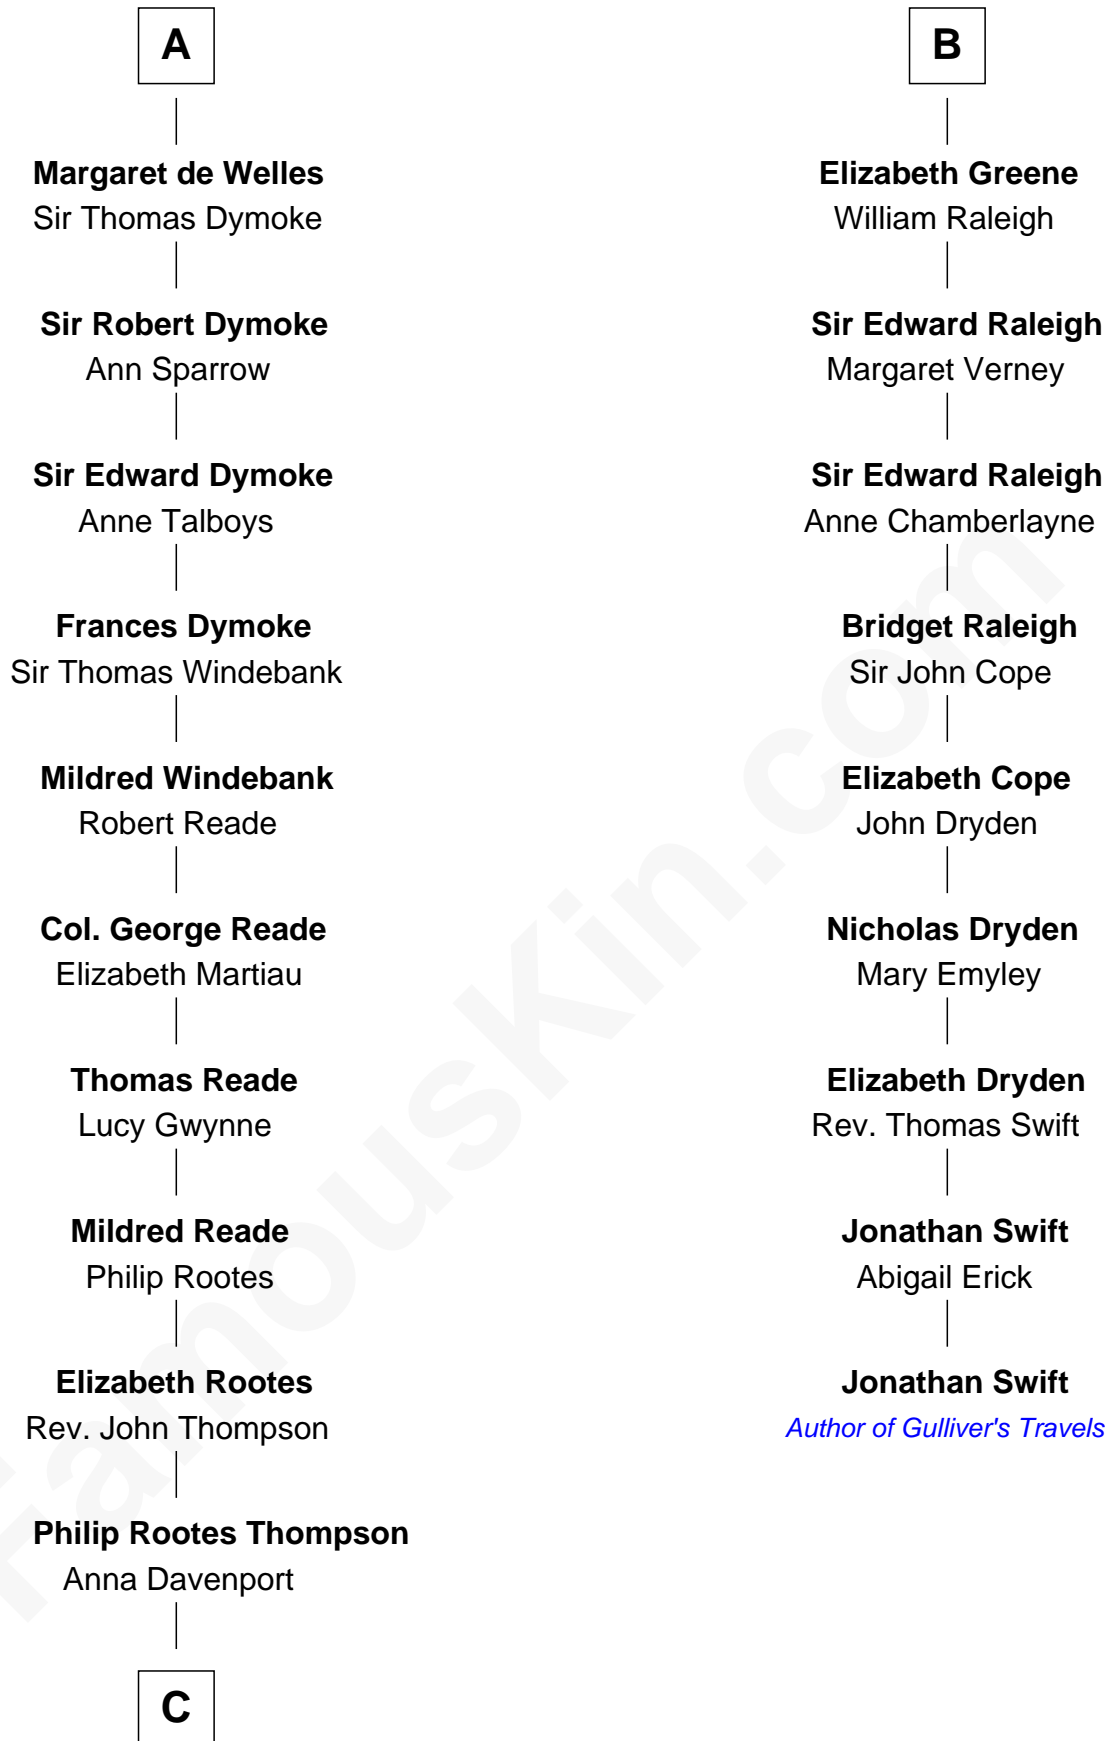 A
Margaret de Welles
Sir Thomas Dymoke
Sir Robert Dymoke
Ann Sparrow
Sir Edward Dymoke
Anne Talboys
Frances Dymoke
Sir Thomas Windebank
Mildred Windebank
Robert Reade
Col. George Reade
Elizabeth Martiau
Thomas Reade
Lucy Gwynne
Mildred Reade
Philip Rootes
Elizabeth Rootes
Rev. John Thompson
Philip Rootes Thompson
Anna Davenport
C
B
Elizabeth Greene
William Raleigh
Sir Edward Raleigh
Margaret Verney
Sir Edward Raleigh
Anne Chamberlayne
Bridget Raleigh
Sir John Cope
Elizabeth Cope
John Dryden
Nicholas Dryden
Mary Emyley
Elizabeth Dryden
Rev. Thomas Swift
Jonathan Swift
Abigail Erick
Jonathan Swift
Author of Gulliver's Travels
FamousKin.com